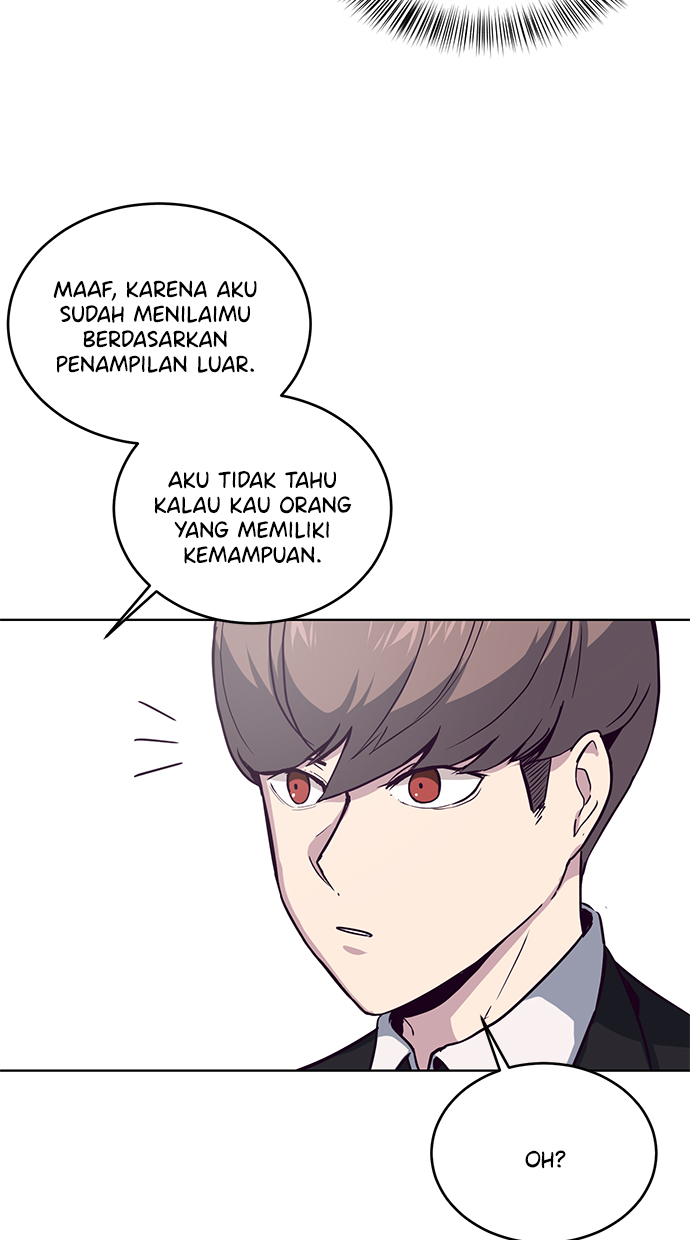 MAAF, KARENA AKU
SUDAH MENILAIMU
BERDASARKAN
PENAMPILAN LUAR.
AKU TIDAK TAHU
KALAU KAU ORANG
YANG MEMILIKI
KEMAMPUAN.
OH?